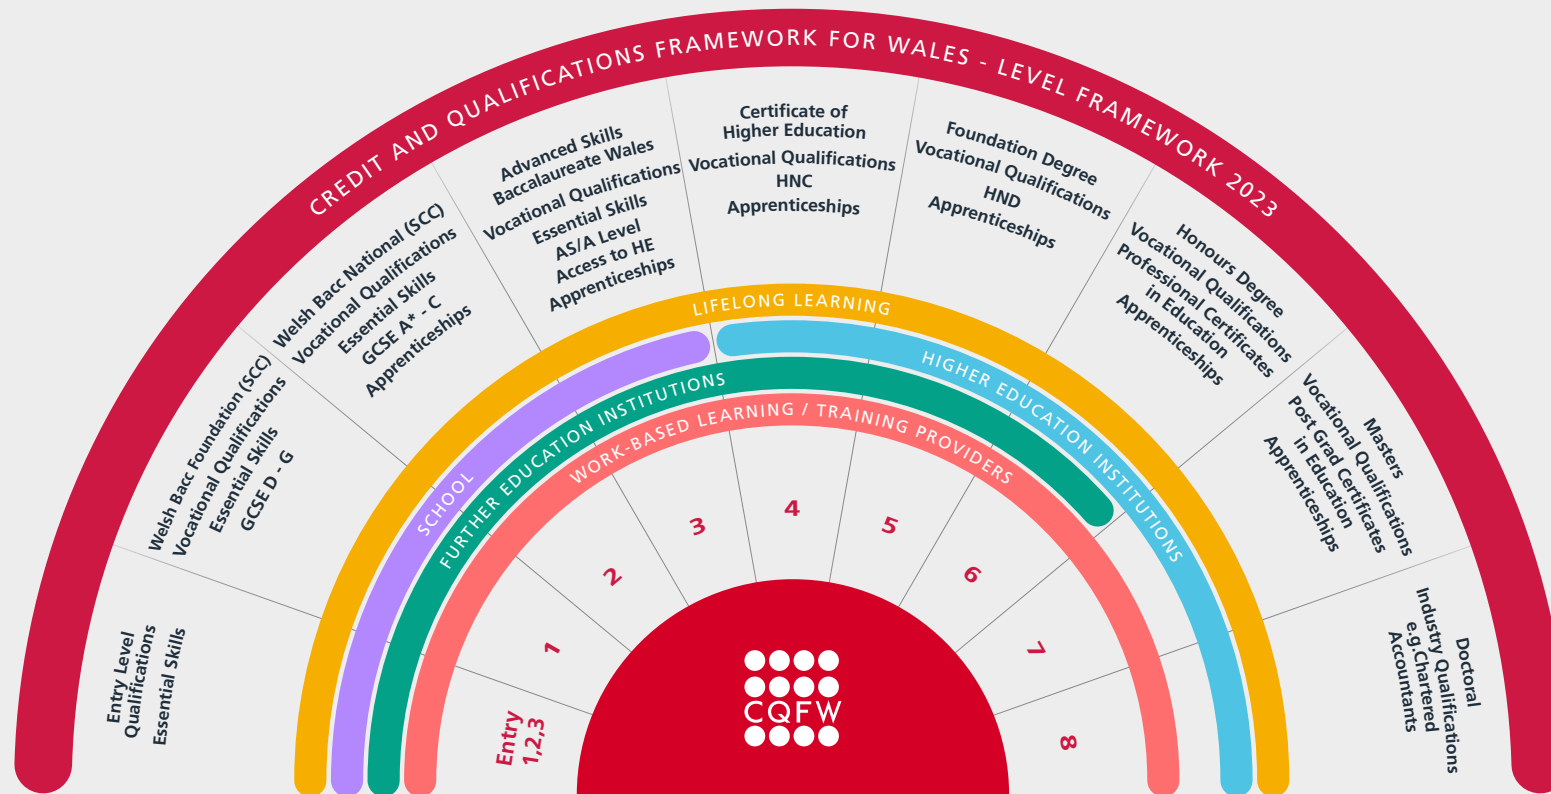 CREDIT AND QUALIFICATIONS FRAMEWORK FOR WALES - LEVEL FRAMEWORK 2023
Entry Level
Qualifications
Essential Skills
Welsh Bacc Foundation (SCC)
Vocational Qualifications
Essential Skills
GCSE D - G
Welsh Bacc National (SCC)
Vocational Qualifications
Essential Skills
GCSE A* - C
Apprenticeships
Advanced Skills
Baccalaureate Wales
Vocational Qualifications
Essential Skills
AS/A Level
Access to HE
Apprenticeships
Certificate of
Higher Education
Vocational Qualifications
HNC
Apprenticeships
Foundation Degree
Vocational Qualifications
HND
Apprenticeships
Honours Degree
Vocational Qualifications
Professional Certificates
in Education
Apprenticeships
Masters
Vocational Qualifications
Post Grad Certificates
in Education
Apprenticeships
Doctoral
Industry Qualifications
e.g.Chartered
Accountants
LIFELONG LEARNING
SCHOOL
HIGHER EDUCATION INSTITUTIONS
FURTHER EDUCATION INSTITUTIONS
WORK-BASED LEARNING / TRAINING PROVIDERS
Entry
1,2,3
1
2
3
4
5
6
7
8
CQFW